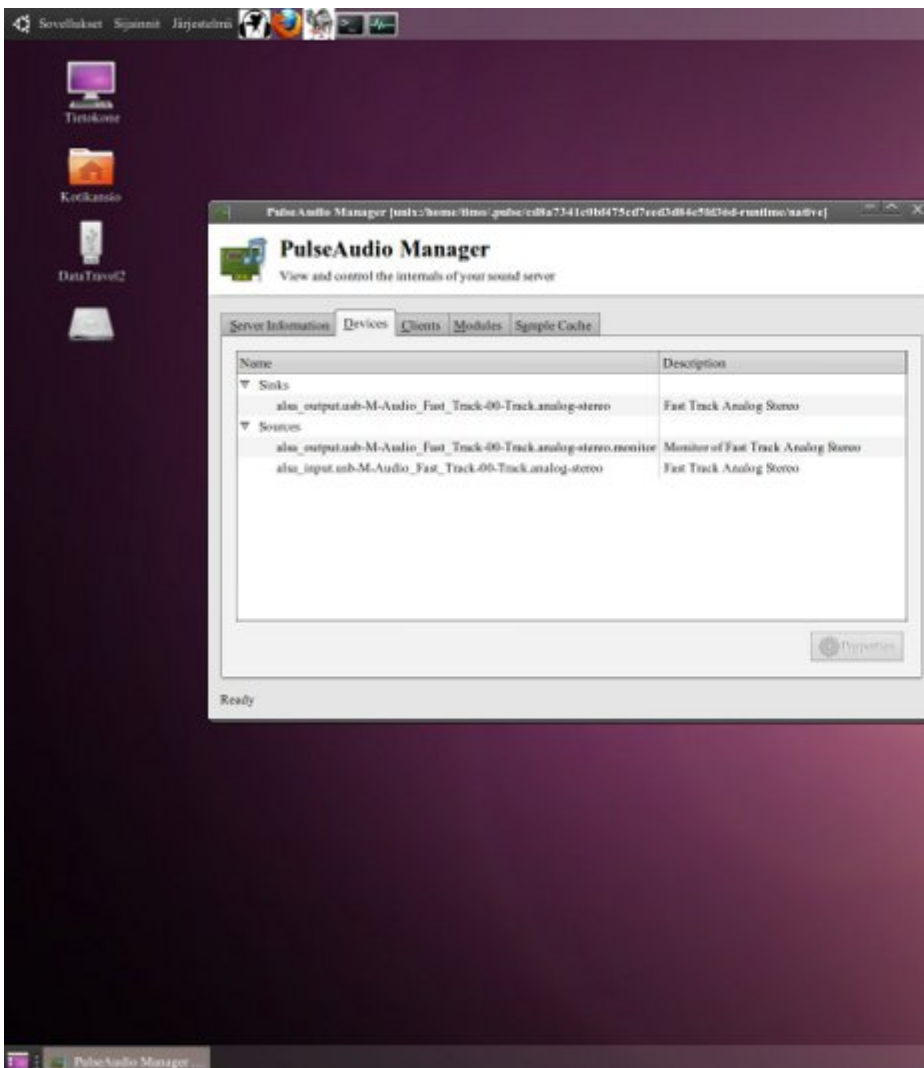 Sovellukset Sijainnit Järjestelmä
Tietokone
Kotikansio
DataTravel2
PulseAudio Manager
View and control the internals of your sound server
Server Information Devices Clients Modules Sample Cache
Name Description
Sinks
alsa_output.usb-M-Audio_Fast_Track-00-Track.analog-stereo Fast Track Analog Stereo
Sources
alsa_output.usb-M-Audio_Fast_Track-00-Track.analog-stereo.monitor Monitor of Fast Track Analog Stereo
alsa_input.usb-M-Audio_Fast_Track-00-Track.analog-stereo Fast Track Analog Stereo
Properties
Ready
PulseAudio Manager ...